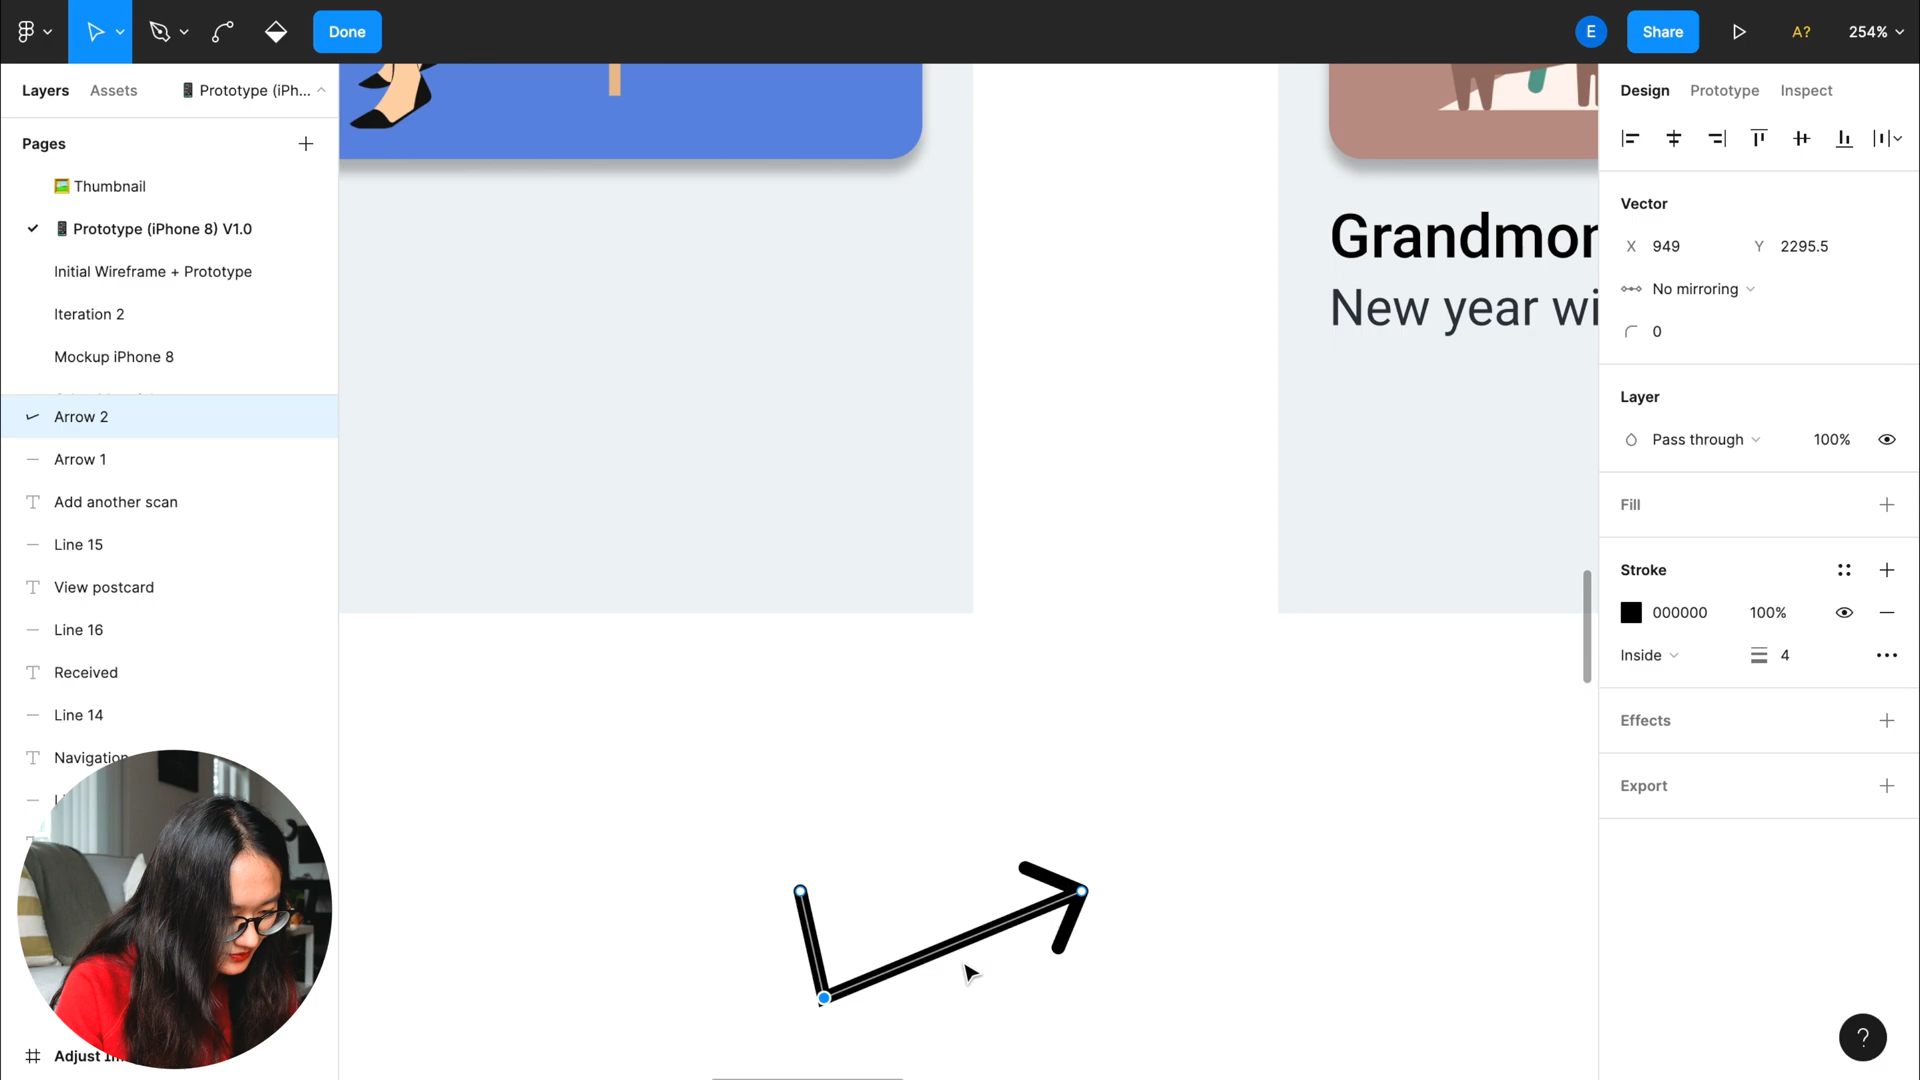 Done
E
Share
A?
254%
Layers
Assets
Prototype (iPh...
Pages
Thumbnail
Prototype (iPhone 8) V1.0
Initial Wireframe + Prototype
Iteration 2
Mockup iPhone 8
Arrow 2
Arrow 1
Add another scan
Line 15
View postcard
Line 16
Received
Line 14
Navigation
Adjust
Grandmo
New year wi
Design
Prototype
Inspect
Vector
X 949
Y 2295.5
No mirroring
0
Layer
Pass through
100%
Fill
Stroke
000000
100%
Inside
4
Effects
Export
?